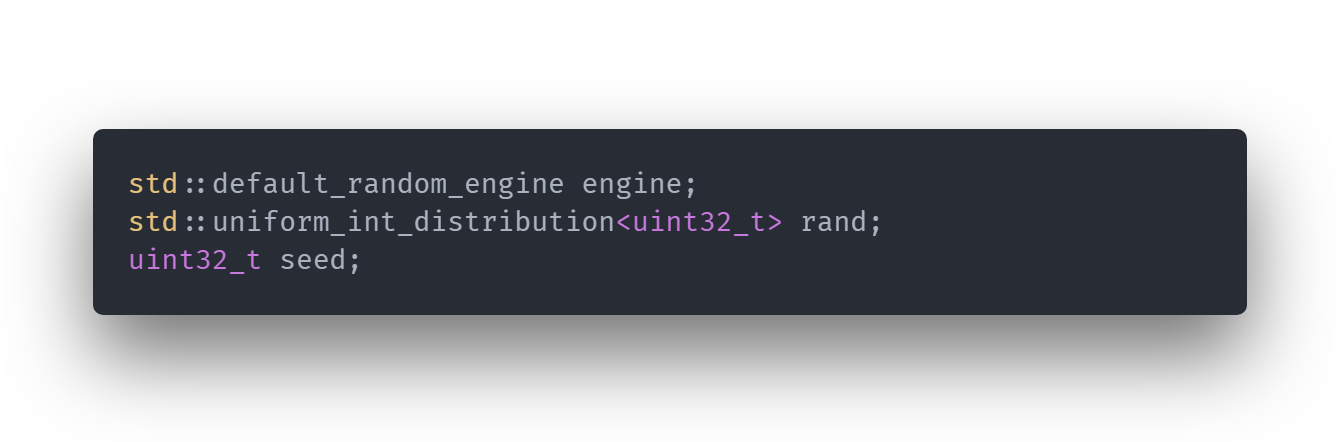 std::default_random_engine engine;
std::uniform_int_distribution<uint32_t> rand;
uint32_t seed;